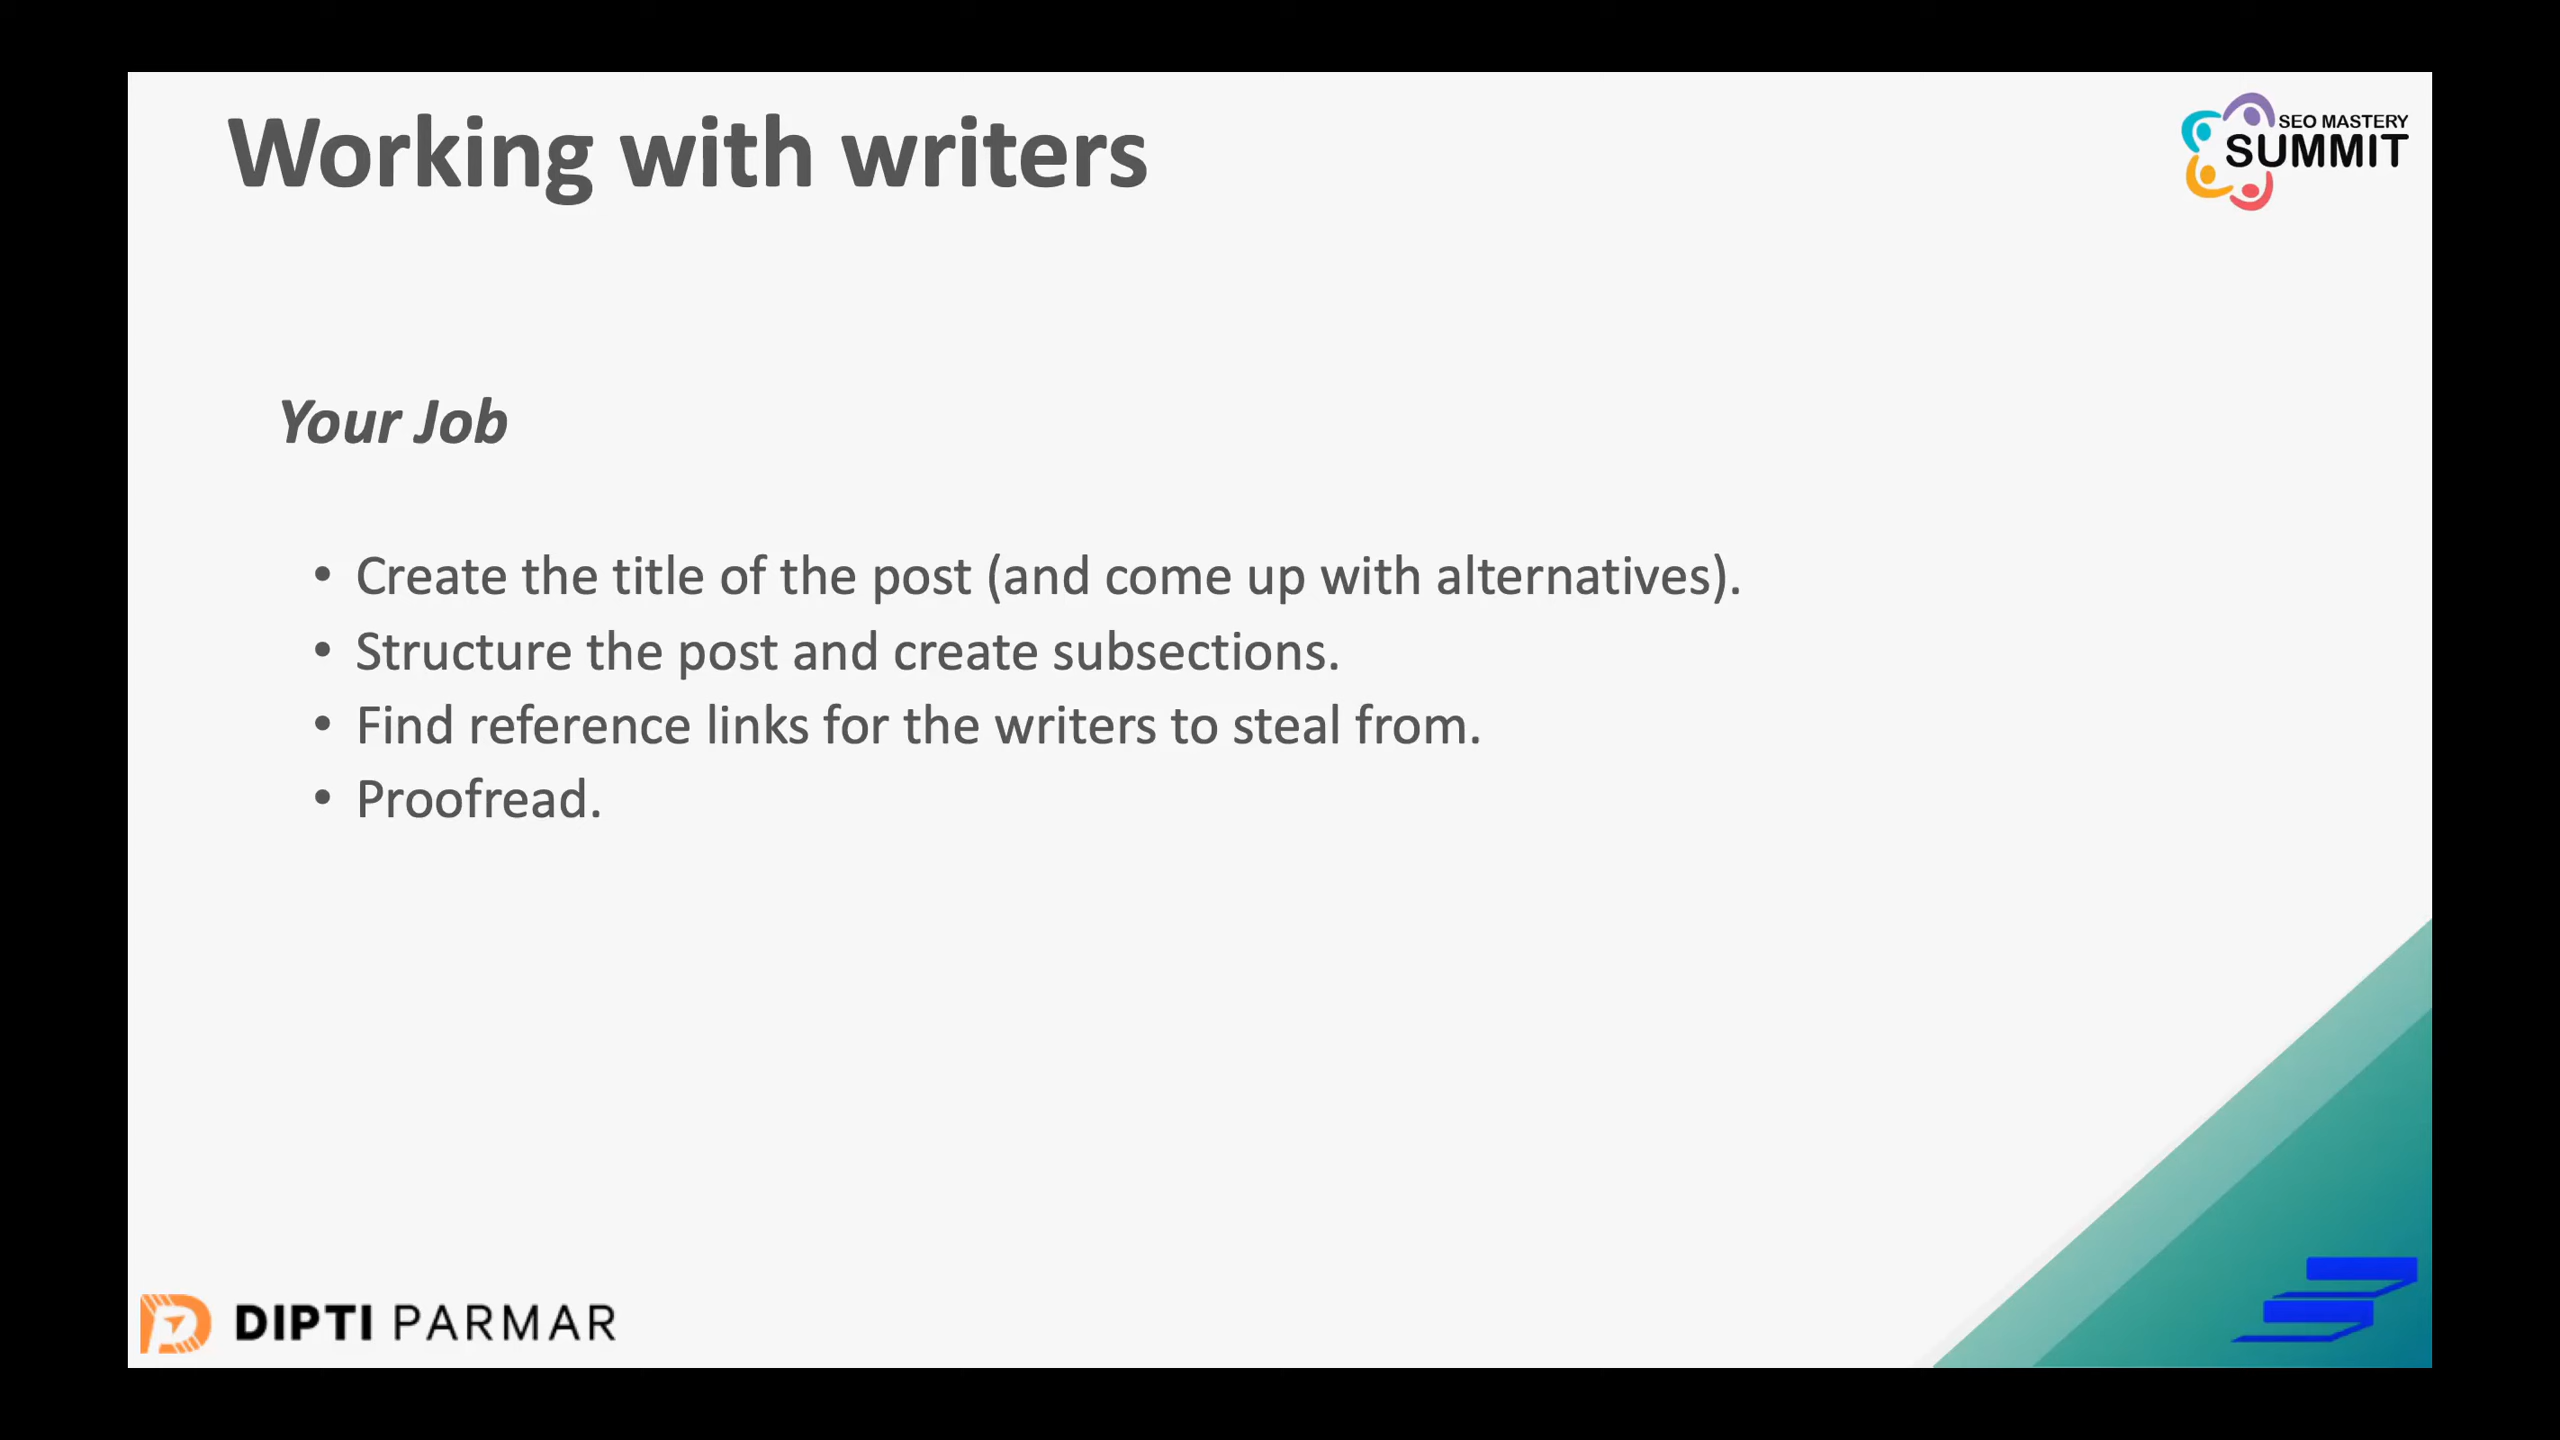 Working with writers
SEO MASTERY
SUMMIT
Your Job
• Create the title of the post (and come up with alternatives).
• Structure the post and create subsections.
• Find reference links for the writers to steal from.
• Proofread.
DIPTI PARMAR